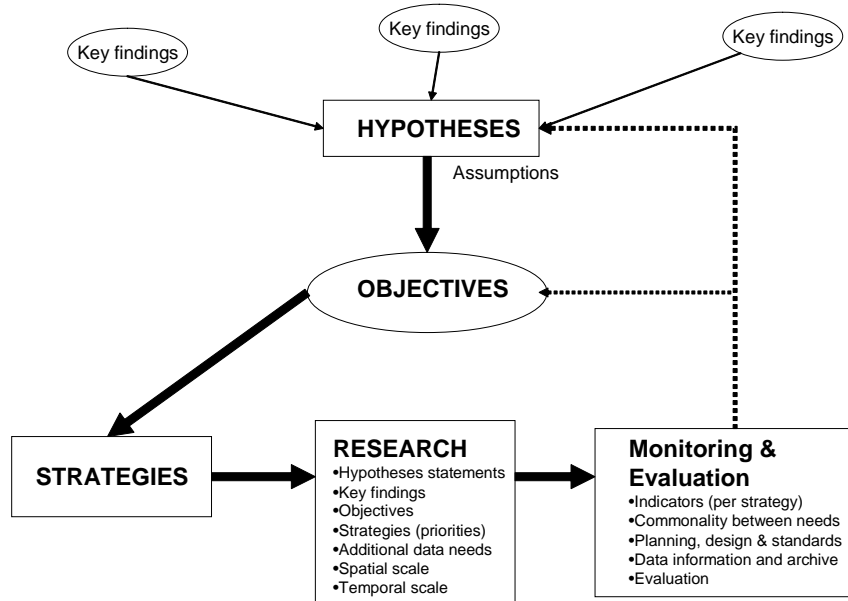 Key findings
Key findings
Key findings
HYPOTHESES
Assumptions
OBJECTIVES
STRATEGIES
RESEARCH
•Hypotheses statements
•Key findings
•Objectives
•Strategies (priorities)
•Additional data needs
•Spatial scale
•Temporal scale
Monitoring &
Evaluation
•Indicators (per strategy)
•Commonality between needs
•Planning, design & standards
•Data information and archive
•Evaluation